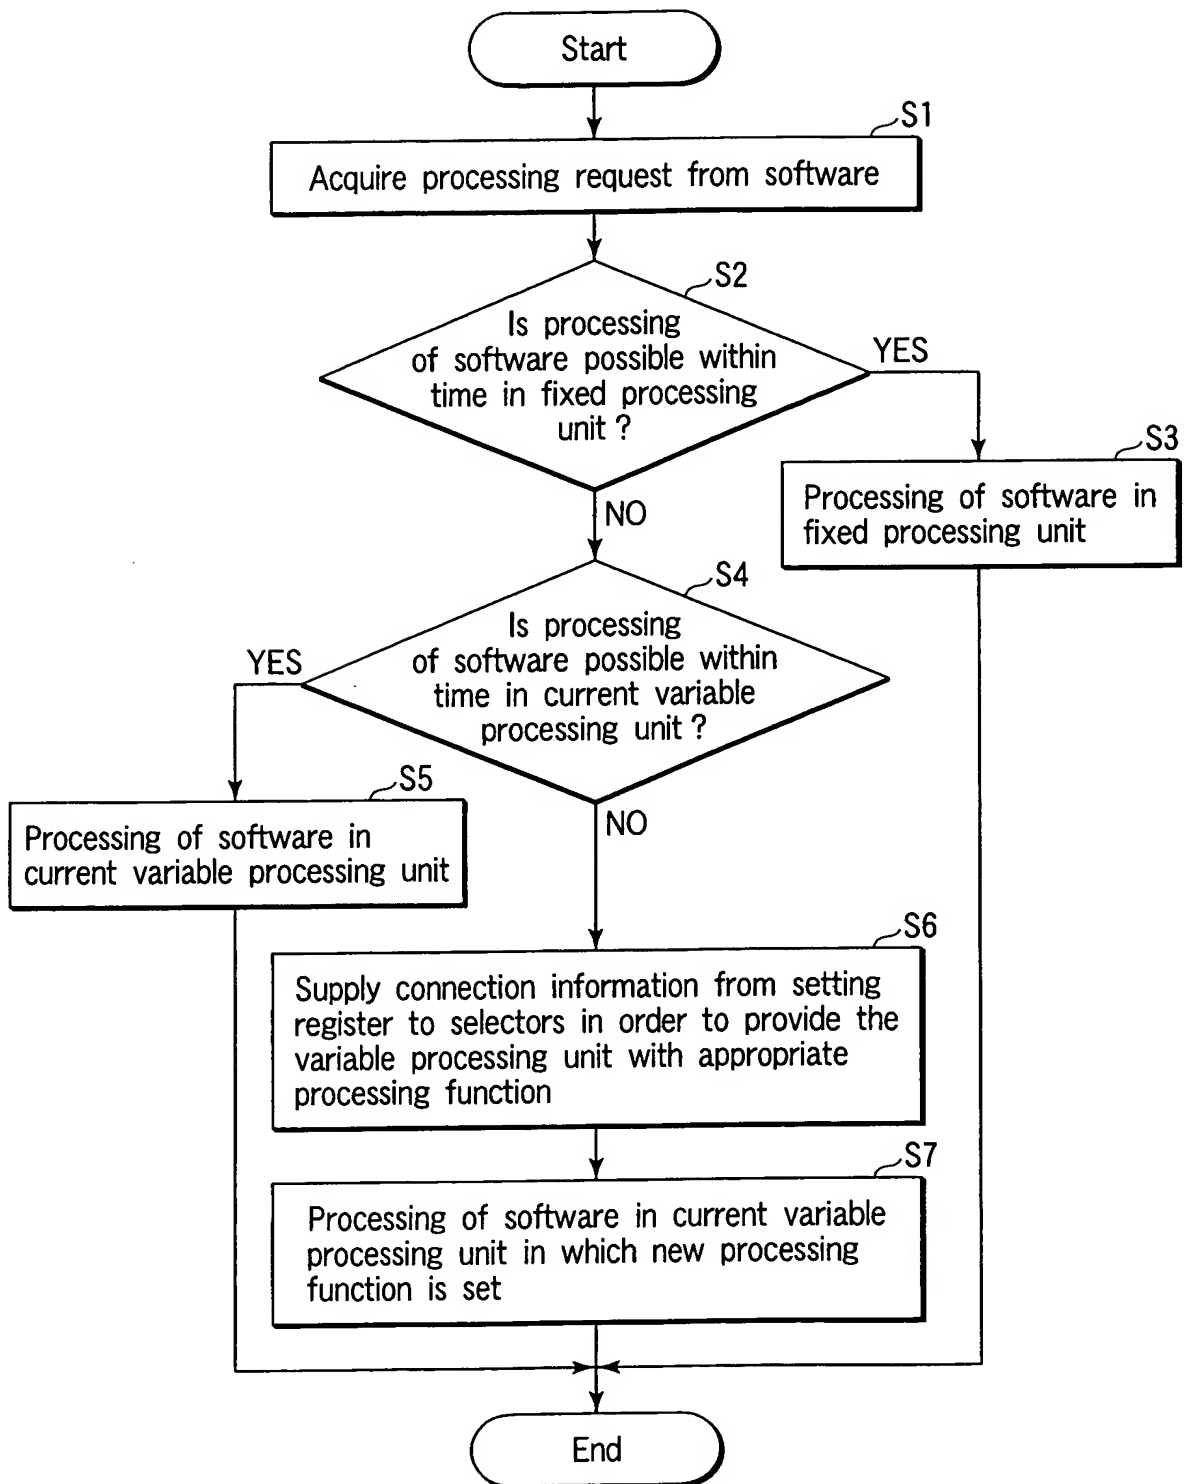 Start
S1
Acquire processing request from software
S2
Is processing
of software possible within
time in fixed processing
unit ?
YES
NO
S3
Processing of software in
fixed processing unit
S4
Is processing
of software possible within
time in current variable
processing unit ?
YES
NO
S5
Processing of software in
current variable processing unit
S6
Supply connection information from setting
register to selectors in order to provide the
variable processing unit with appropriate
processing function
S7
Processing of software in current variable
processing unit in which new processing
function is set
End